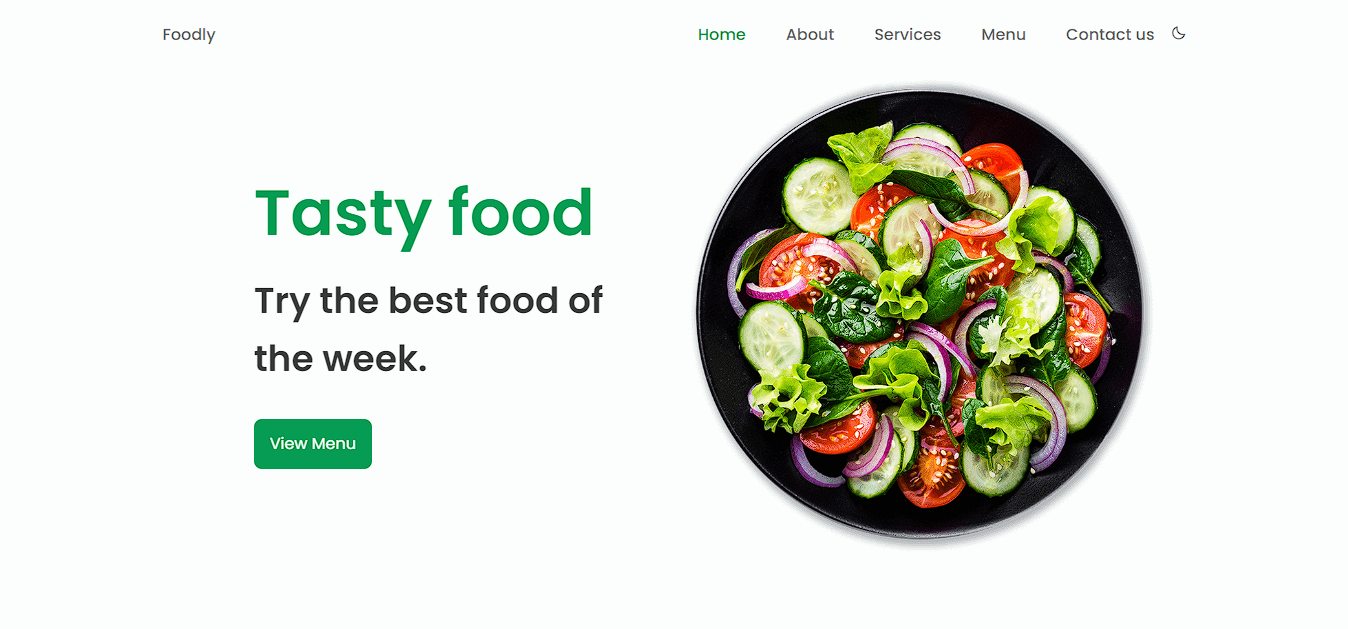 Foodly
Home About Services Menu Contact us
Tasty food
Try the best food of
the week.
View Menu